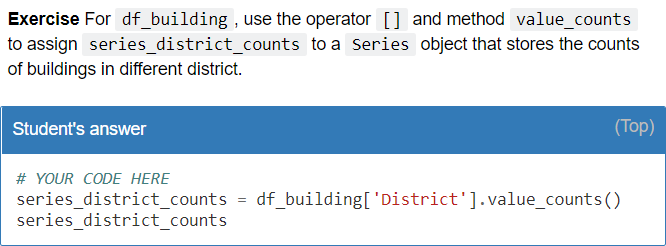 Exercise For df_building , use the operator [] and method value_counts
to assign series_district_counts to a Series object that stores the counts
of buildings in different district.
Student's answer
(Top)
# YOUR CODE HERE
series_district_counts = df_building['District'].value_counts()
series_district_counts